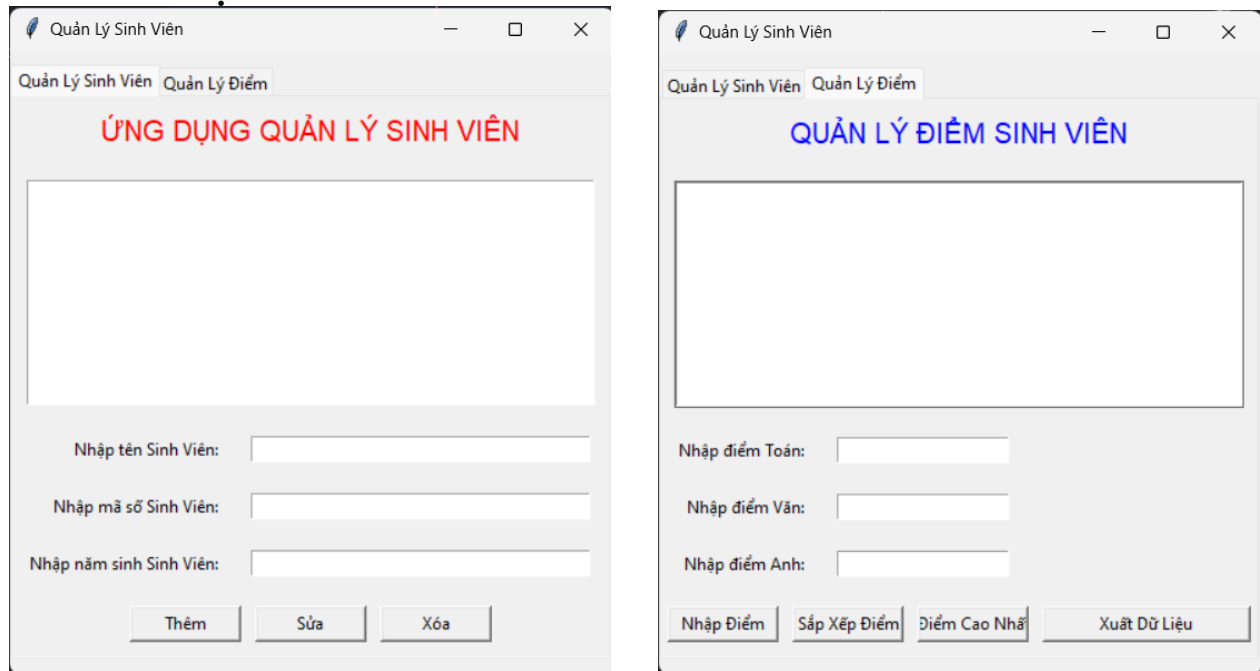 Quản Lý Sinh Viên
Quản Lý Sinh Viên Quản Lý Điểm
ỨNG DỤNG QUẢN LÝ SINH VIÊN
Nhập tên Sinh Viên:
Nhập mã số Sinh Viên:
Nhập năm sinh Sinh Viên:
Thêm Sửa Xóa
Quản Lý Sinh Viên
Quản Lý Sinh Viên Quản Lý Điểm
QUẢN LÝ ĐIỂM SINH VIÊN
Nhập điểm Toán:
Nhập điểm Văn:
Nhập điểm Anh:
Nhập Điểm Sắp Xếp Điểm Điểm Cao Nhấ Xuất Dữ Liệu